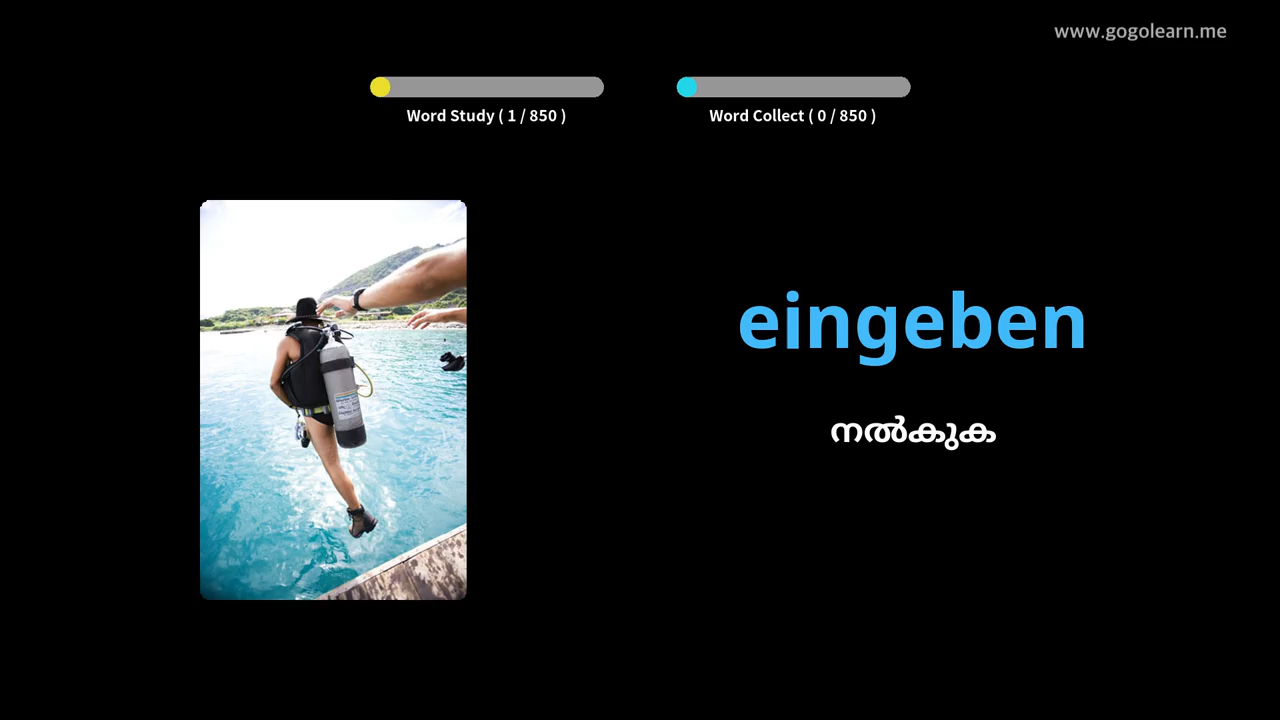 www.gogolearn.me
Word Study ( 1 / 850 )
Word Collect ( 0 / 850 )
eingeben
നൽകുക